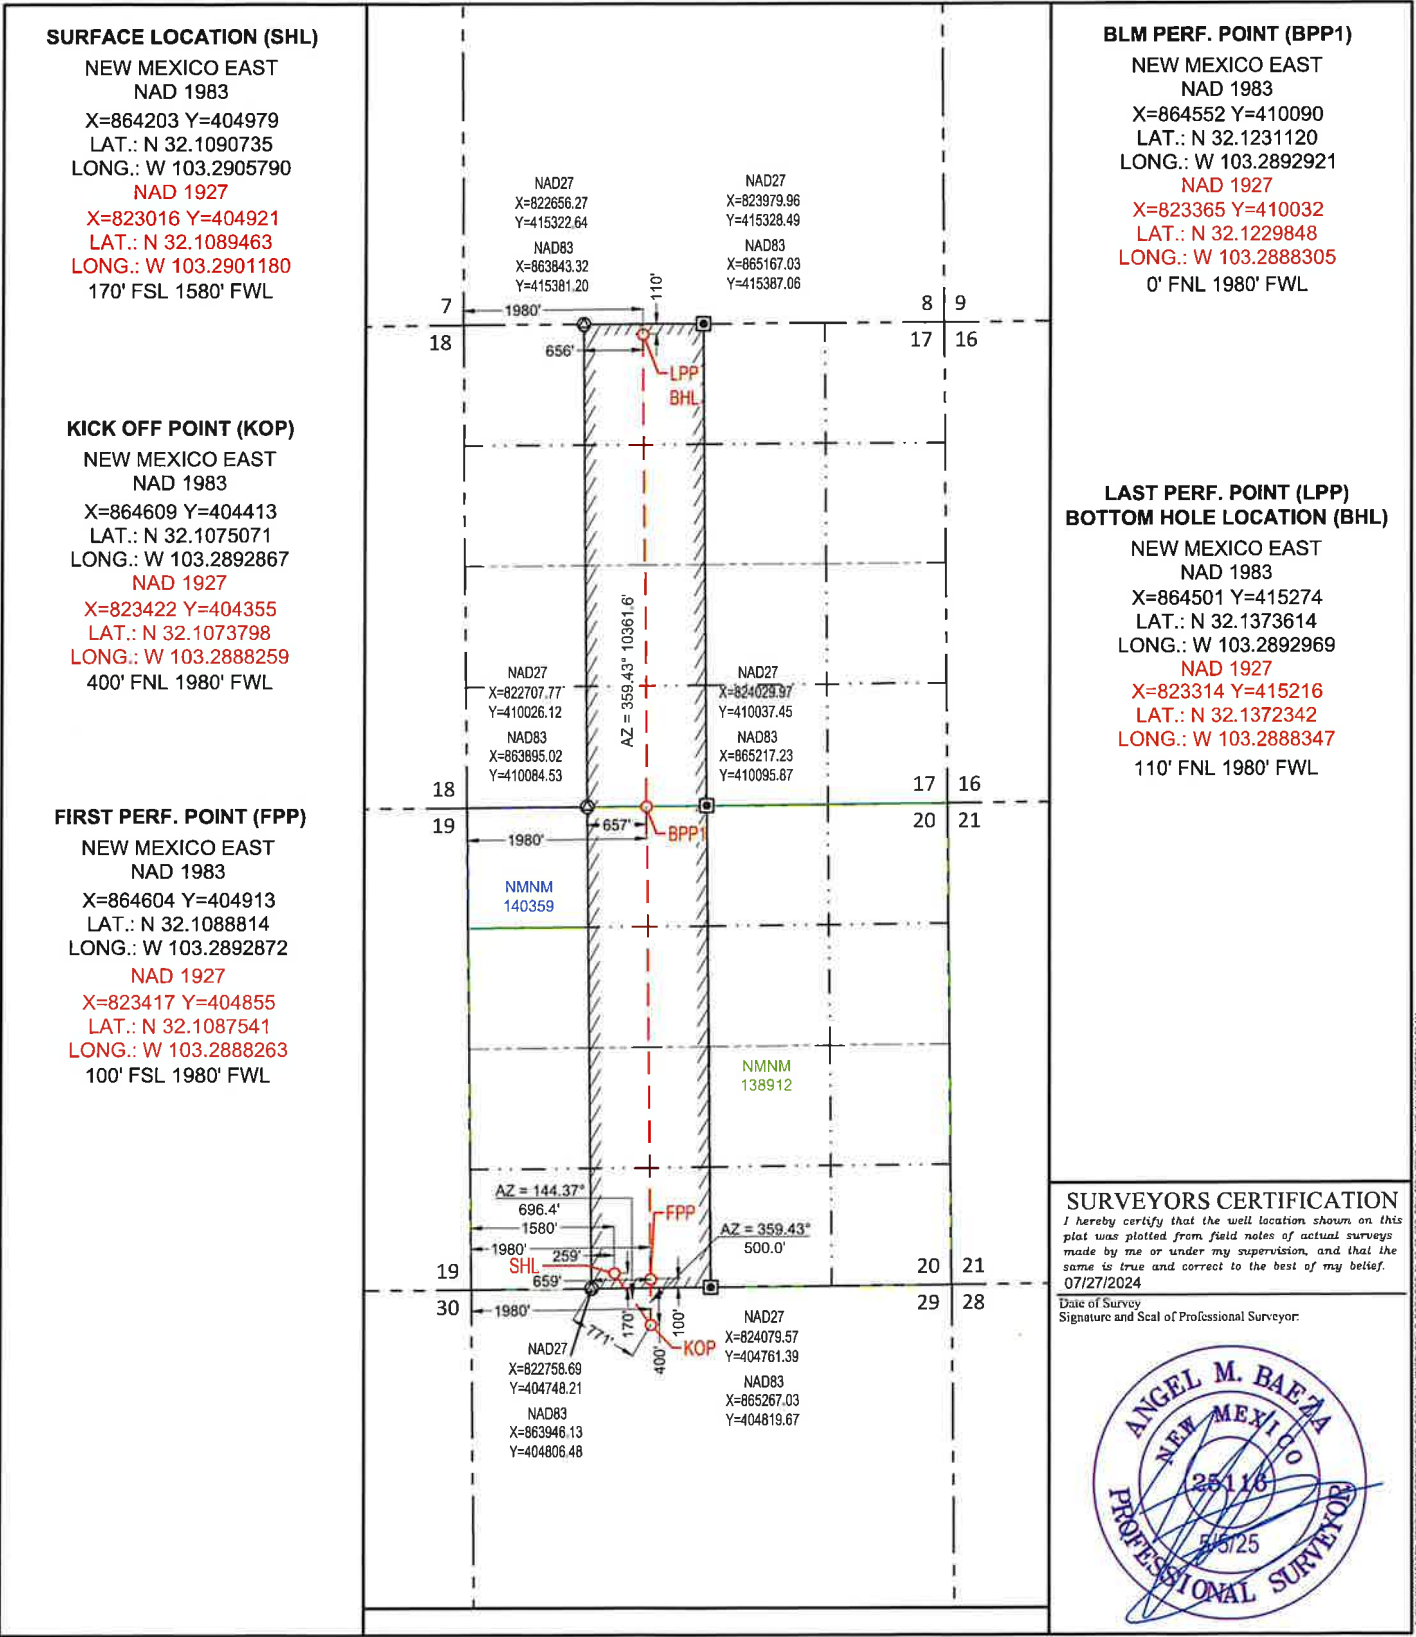 SURFACE LOCATION (SHL)
NEW MEXICO EAST
NAD 1983
X=864203 Y=404979
LAT.: N 32.1090735
LONG.: W 103.2905790
NAD 1927
X=823016 Y=404921
LAT.: N 32.1089463
LONG.: W 103.2901180
170' FSL 1580' FWL
KICK OFF POINT (KOP)
NEW MEXICO EAST
NAD 1983
X=864609 Y=404413
LAT.: N 32.1075071
LONG.: W 103.2892867
NAD 1927
X=823422 Y=404355
LAT.: N 32.1073798
LONG.: W 103.2888259
400' FNL 1980' FWL
FIRST PERF. POINT (FPP)
NEW MEXICO EAST
NAD 1983
X=864604 Y=404913
LAT.: N 32.1088814
LONG.: W 103.2892872
NAD 1927
X=823417 Y=404855
LAT.: N 32.1087541
LONG.: W 103.2888263
100' FSL 1980' FWL
NAD27
X=822656.27
Y=415322.64
NAD83
X=863843.32
Y=415381.20
NAD27
X=823979.96
Y=415328.49
NAD83
X=865167.03
Y=415387.06
110'
7
1980'
8 9
18
17 16
656'
LPP
BHL
AZ = 359.43° 10361.6'
NAD27
X=822707.77
Y=410026.12
NAD83
X=863895.02
Y=410084.53
NAD27
X=824029.97
Y=410037.45
NAD83
X=865217.23
Y=410095.87
18
17 16
19
20 21
657'
1980'
BPP1
NMNM
140359
NMNM
138912
AZ = 144.37°
696.4'
1580'
FPP
AZ = 359.43°
500.0'
1980'
259'
SHL
659'
19
20 21
30
29 28
1980'
771'
170'
400'
100'
KOP
NAD27
X=822758.69
Y=404748.21
NAD83
X=863946.13
Y=404806.48
NAD27
X=824079.57
Y=404761.39
NAD83
X=865267.03
Y=404819.67
BLM PERF. POINT (BPP1)
NEW MEXICO EAST
NAD 1983
X=864552 Y=410090
LAT.: N 32.1231120
LONG.: W 103.2892921
NAD 1927
X=823365 Y=410032
LAT.: N 32.1229848
LONG.: W 103.2888305
0' FNL 1980' FWL
LAST PERF. POINT (LPP)
BOTTOM HOLE LOCATION (BHL)
NEW MEXICO EAST
NAD 1983
X=864501 Y=415274
LAT.: N 32.1373614
LONG.: W 103.2892969
NAD 1927
X=823314 Y=415216
LAT.: N 32.1372342
LONG.: W 103.2888347
110' FNL 1980' FWL
SURVEYORS CERTIFICATION
I hereby certify that the well location shown on this
plat was plotted from field notes of actual surveys
made by me or under my supervision, and that the
same is true and correct to the best of my belief.
07/27/2024
Date of Survey
Signature and Seal of Professional Surveyor:
ANGEL M. BAEZA
NEW MEXICO
25116
5/5/25
PROFESSIONAL SURVEYOR